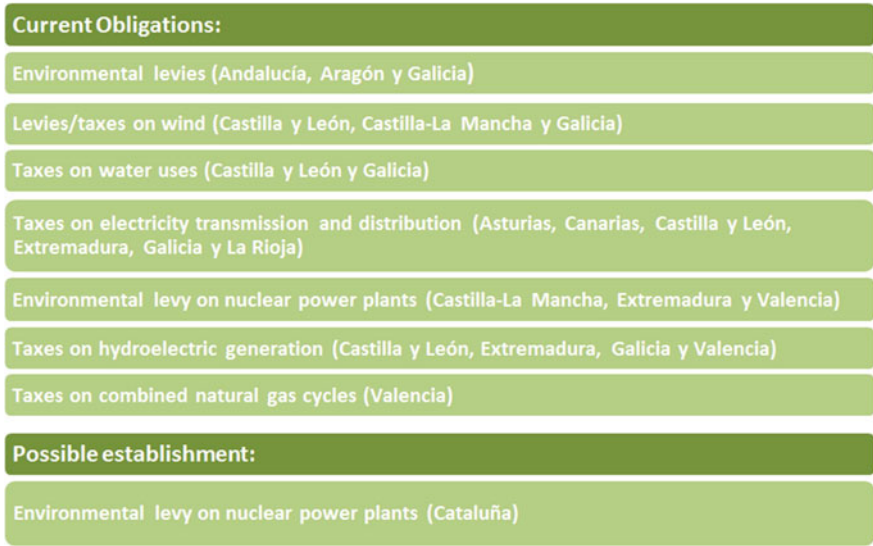 Current Obligations:
Environmental levies (Andalucía, Aragón y Galicia)
Levies/taxes on wind (Castilla y León, Castilla-La Mancha y Galicia)
Taxes on water uses (Castilla y León y Galicia)
Taxes on electricity transmission and distribution (Asturias, Canarias, Castilla y León,
Extremadura, Galicia y La Rioja)
Environmental levy on nuclear power plants (Castilla-La Mancha, Extremadura y Valencia)
Taxes on hydroelectric generation (Castilla y León, Extremadura, Galicia y Valencia)
Taxes on combined natural gas cycles (Valencia)
Possible establishment:
Environmental levy on nuclear power plants (Cataluña)